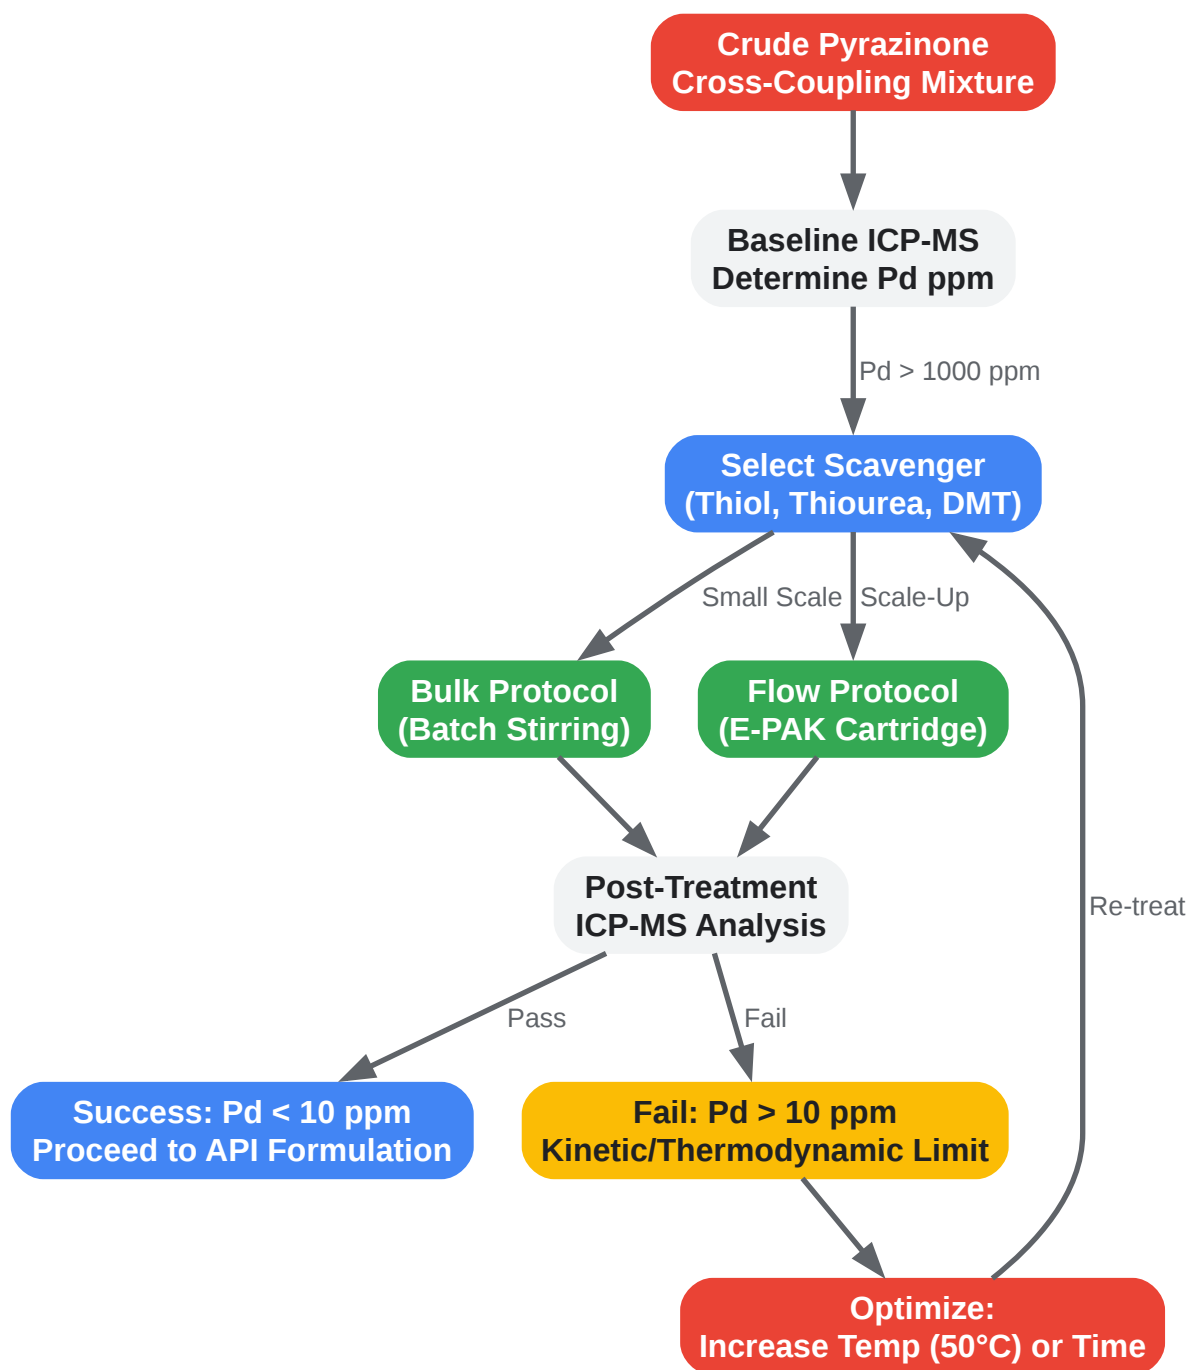 Crude Pyrazinone
Cross-Coupling Mixture
Baseline ICP-MS
Determine Pd ppm
Pd > 1000 ppm
Select Scavenger
(Thiol, Thiourea, DMT)
Small Scale
Scale-Up
Bulk Protocol
(Batch Stirring)
Flow Protocol
(E-PAK Cartridge)
Post-Treatment
ICP-MS Analysis
Re-treat
Pass
Fail
Success: Pd < 10 ppm
Proceed to API Formulation
Fail: Pd > 10 ppm
Kinetic/Thermodynamic Limit
Optimize:
Increase Temp (50°C) or Time